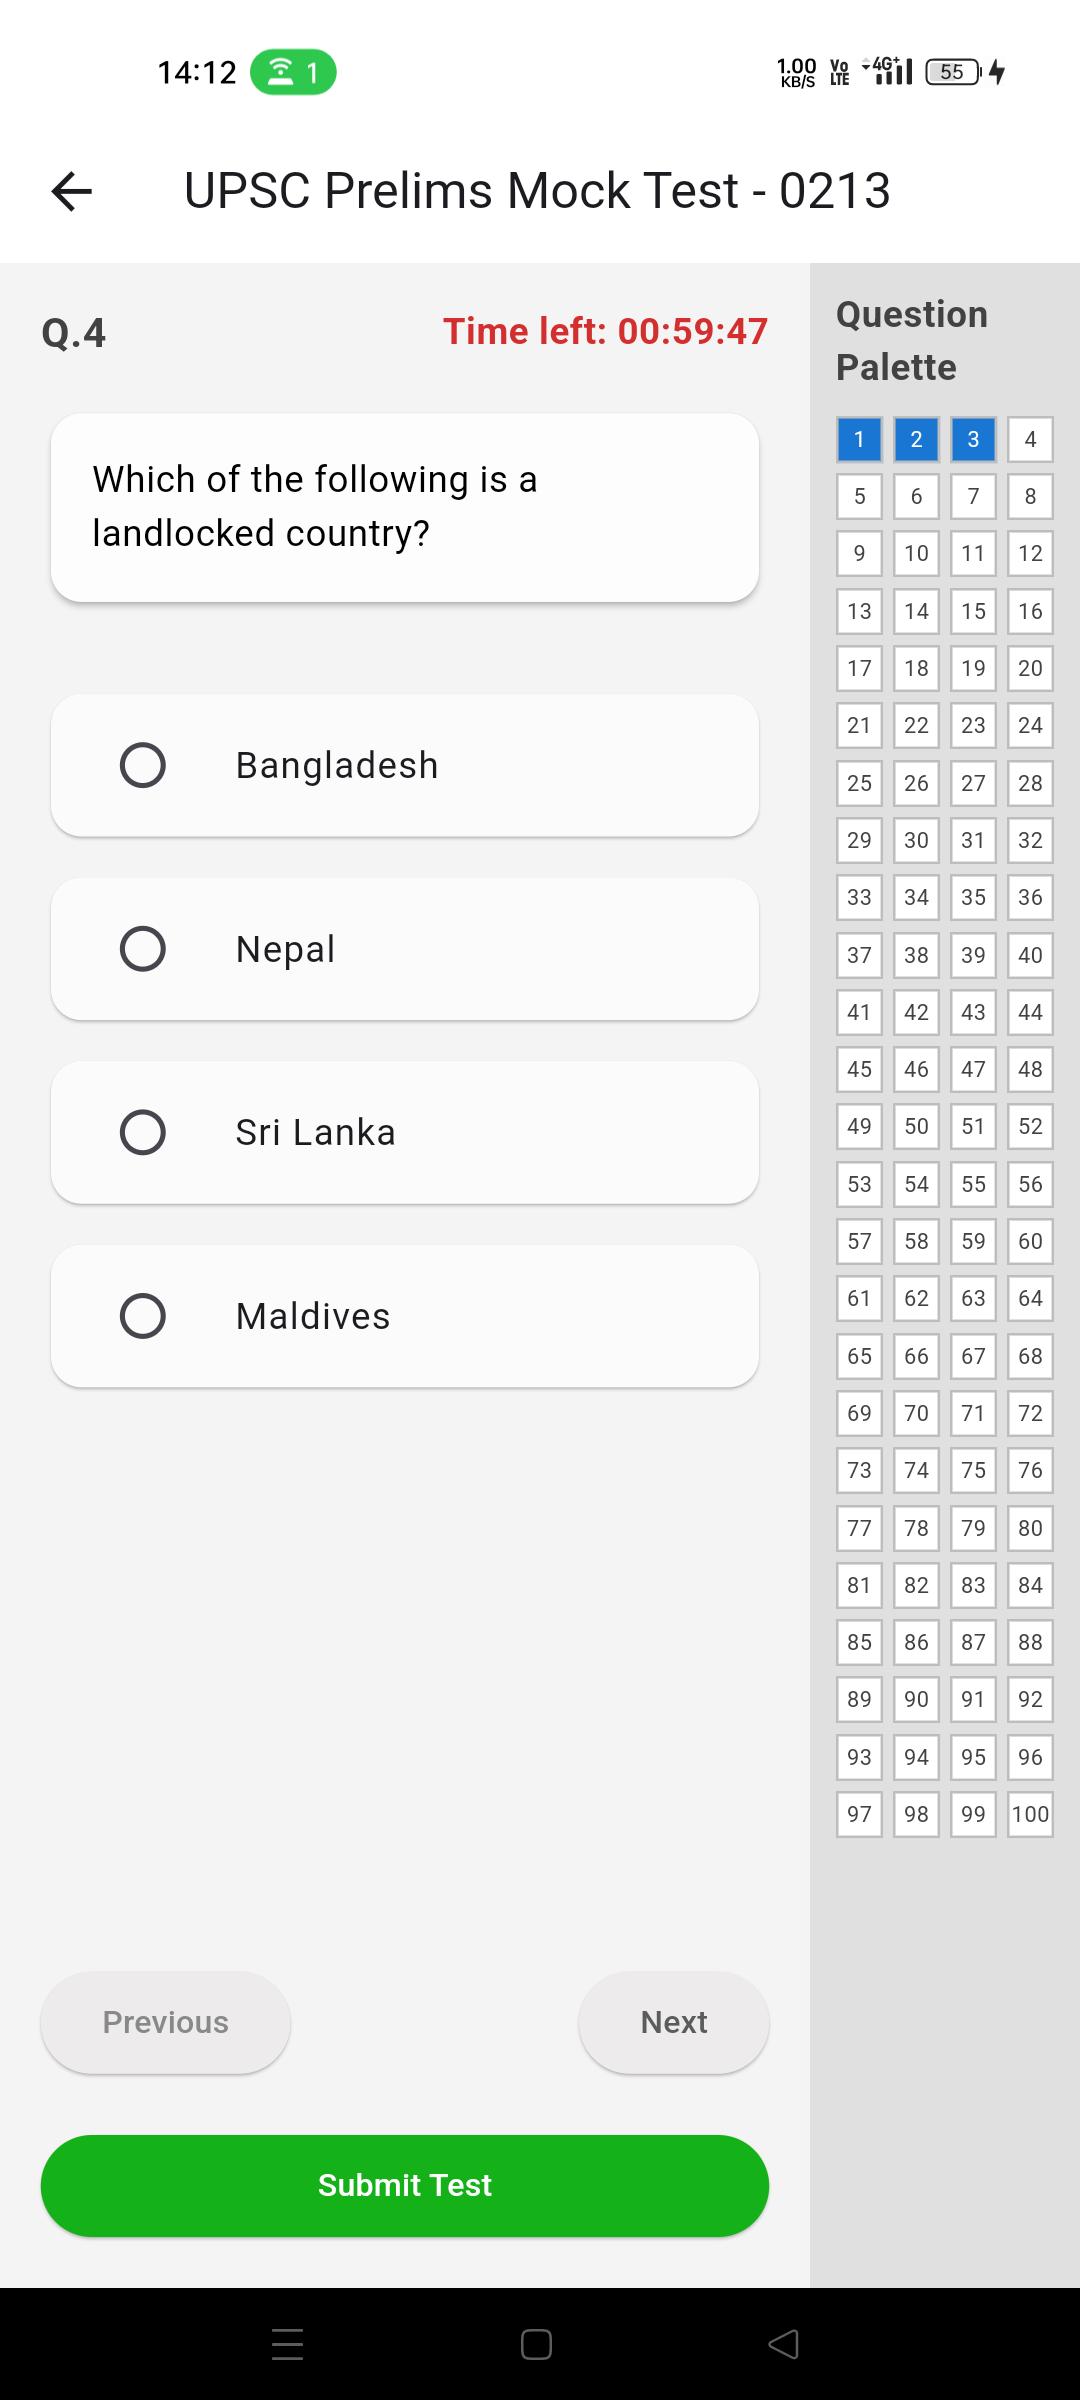 14:12
1
1.00
KB/S
Vo
LTE
4G+
55
UPSC Prelims Mock Test - 0213
Q.4
Time left: 00:59:47
Which of the following is a
landlocked country?
Bangladesh
Nepal
Sri Lanka
Maldives
Previous
Next
Submit Test
Question
Palette
1 2 3 4
5 6 7 8
9 10 11 12
13 14 15 16
17 18 19 20
21 22 23 24
25 26 27 28
29 30 31 32
33 34 35 36
37 38 39 40
41 42 43 44
45 46 47 48
49 50 51 52
53 54 55 56
57 58 59 60
61 62 63 64
65 66 67 68
69 70 71 72
73 74 75 76
77 78 79 80
81 82 83 84
85 86 87 88
89 90 91 92
93 94 95 96
97 98 99 100